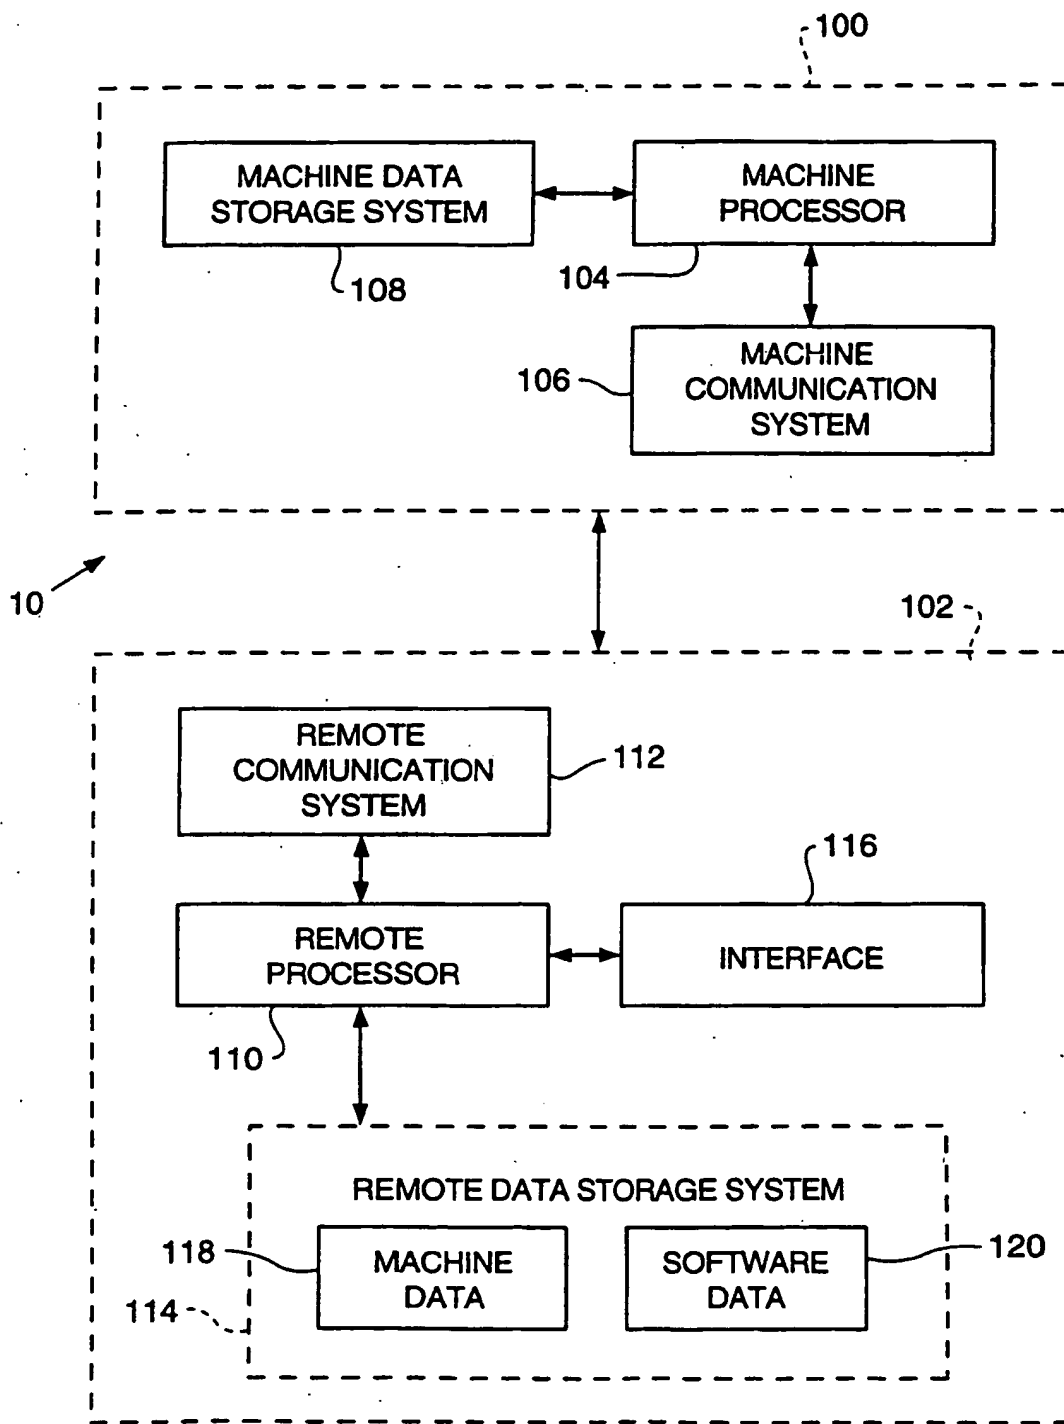 100
MACHINE DATA
STORAGE SYSTEM
MACHINE
PROCESSOR
108
104
MACHINE
COMMUNICATION
SYSTEM
106
10
102
REMOTE
COMMUNICATION
SYSTEM
112
116
REMOTE
PROCESSOR
INTERFACE
110
REMOTE DATA STORAGE SYSTEM
118
MACHINE
DATA
SOFTWARE
DATA
120
114